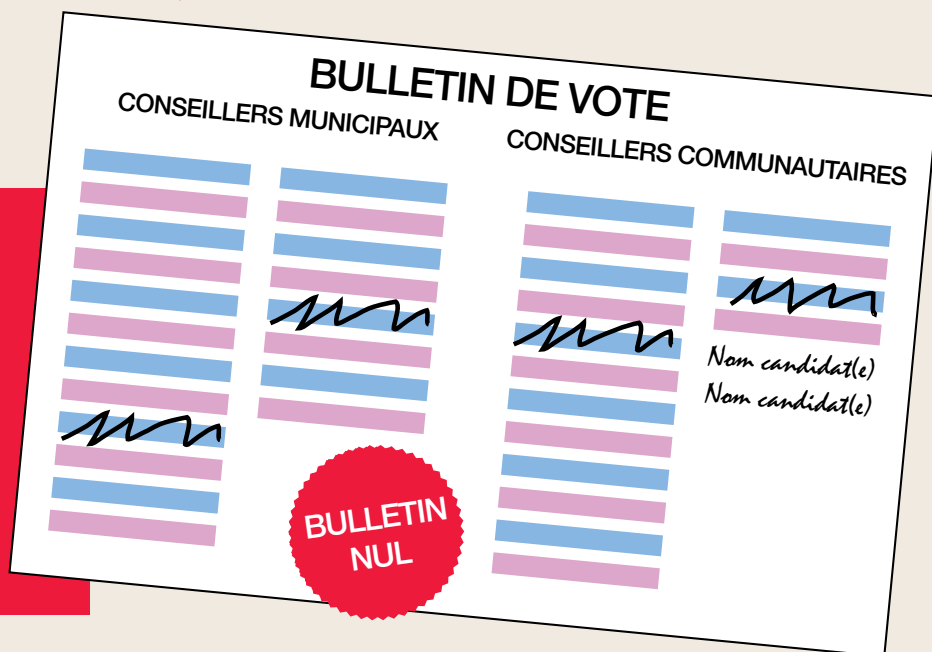 BULLETIN DE VOTE
CONSEILLERS MUNICIPAUX
CONSEILLERS COMMUNAUTAIRES
Nom candidat(e)
Nom candidat(e)
BULLETIN
NUL